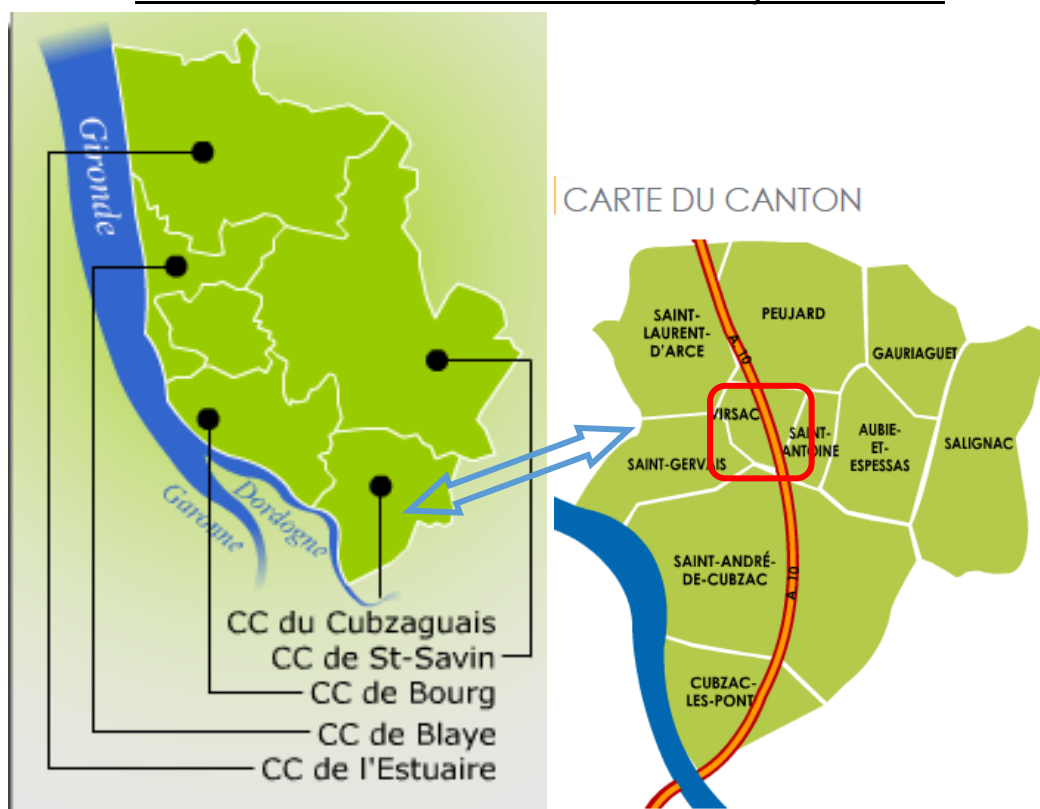 Gironde
Garonne
Dordogne
CC du Cubzaguais
CC de St-Savin
CC de Bourg
CC de Blaye
CC de l'Estuaire
CARTE DU CANTON
SAINT-
LAURENT-
D'ARCE
PEUJARD
GAURIAGUET
A 10
VIRSAC
SAINT-
ANTOINE
AUBIE-
ET-
ESPESSAS
SALIGNAC
SAINT-GERVAIS
SAINT-ANDRÉ-
DE-CUBZAC
A 10
CUBZAC-
LES-PONT